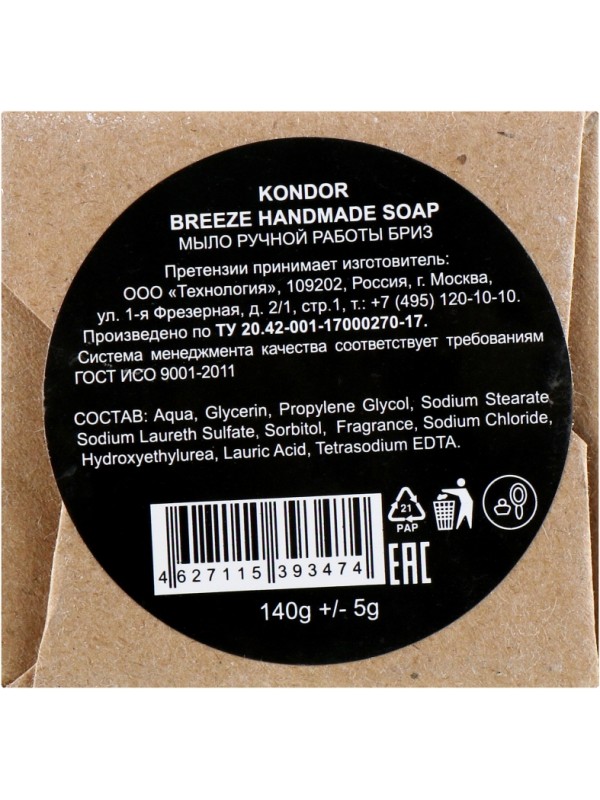 KONDOR
BREEZE HANDMADE SOAP
МЫЛО РУЧНОЙ РАБОТЫ БРИЗ
Претензии принимает изготовитель:
ООО «Технология», 109202, Россия, г. Москва,
ул. 1-я Фрезерная, д. 2/1, стр.1, т.: +7 (495) 120-10-10.
Произведено по ТУ 20.42-001-17000270-17.
Система менеджмента качества соответствует требованиям
ГОСТ ИСО 9001-2011
СОСТАВ: Aqua, Glycerin, Propylene Glycol, Sodium Stearate,
Sodium Laureth Sulfate, Sorbitol, Fragrance, Sodium Chloride,
Hydroxyethylurea, Lauric Acid, Tetrasodium EDTA.
21
PAP
4 627115 393474
EAC
140g +/- 5g